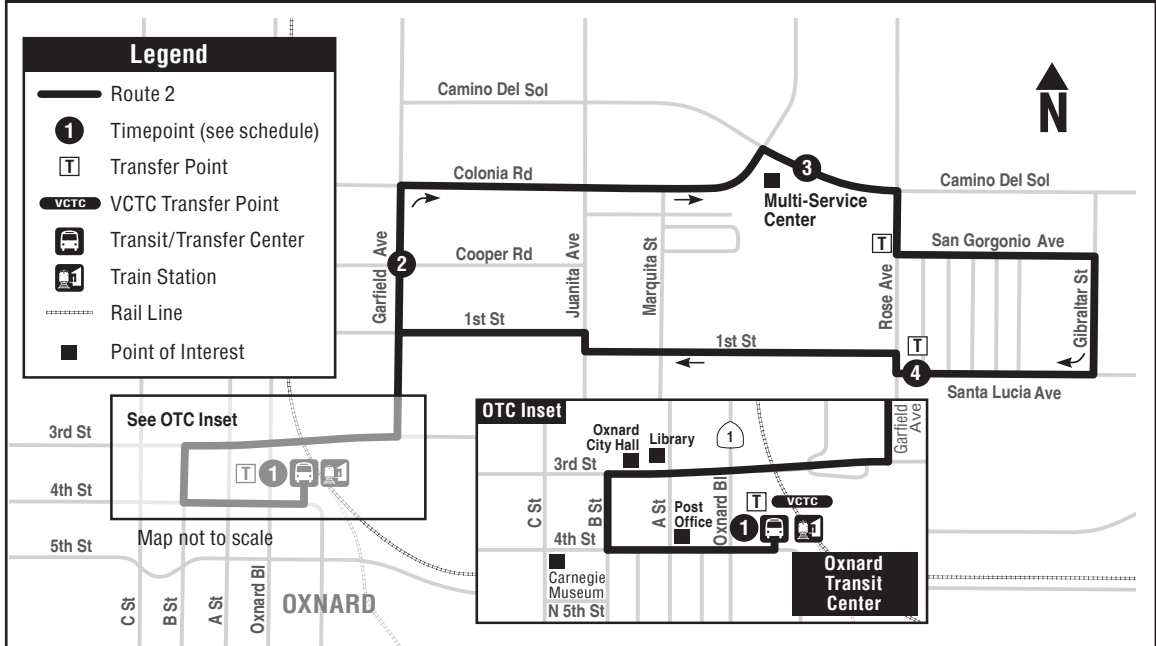 Legend
Route 2
1 Timepoint (see schedule)
T Transfer Point
VCTC VCTC Transfer Point
Transit/Transfer Center
Train Station
Rail Line
Point of Interest
N
Camino Del Sol
Colonia Rd
3
Multi-Service
Center
Camino Del Sol
T
San Gorgonio Ave
Garfield Ave
2
Cooper Rd
Juanita Ave
Marquita St
Rose Ave
Gibraltar St
1st St
1st St
T
4
Santa Lucia Ave
See OTC Inset
3rd St
T 1
4th St
Map not to scale
5th St
C St
B St
A St
Oxnard Bl
OXNARD
OTC Inset
Oxnard
City Hall
Library
1
Garfield
Ave
3rd St
C St
B St
A St
Post
Office
Oxnard Bl
T VCTC
1
4th St
Carnegie
Museum
N 5th St
Oxnard
Transit
Center